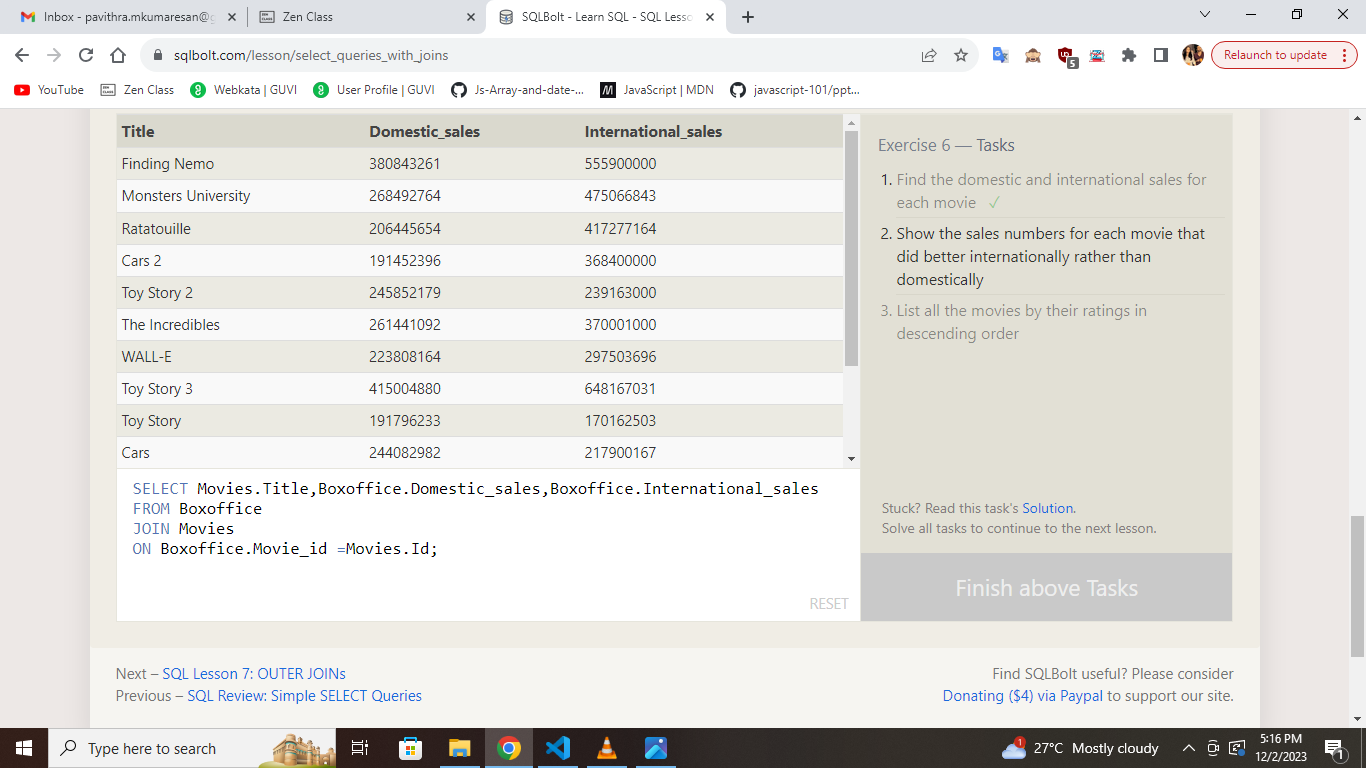 Inbox - pavithra.mkumaresan@g
Zen Class
SQLBolt - Learn SQL - SQL Lesso
sqlbolt.com/lesson/select_queries_with_joins
5
Relaunch to update
YouTube
Zen Class
Webkata | GUVI
User Profile | GUVI
Js-Array-and-date-...
JavaScript | MDN
javascript-101/ppt...
Title Domestic_sales International_sales
Finding Nemo 380843261 555900000
Monsters University 268492764 475066843
Ratatouille 206445654 417277164
Cars 2 191452396 368400000
Toy Story 2 245852179 239163000
The Incredibles 261441092 370001000
WALL-E 223808164 297503696
Toy Story 3 415004880 648167031
Toy Story 191796233 170162503
Cars 244082982 217900167
SELECT Movies.Title,Boxoffice.Domestic_sales,Boxoffice.International_sales
FROM Boxoffice
JOIN Movies
ON Boxoffice.Movie_id =Movies.Id;
RESET
Exercise 6 — Tasks
1. Find the domestic and international sales for
each movie ✓
2. Show the sales numbers for each movie that
did better internationally rather than
domestically
3. List all the movies by their ratings in
descending order
Stuck? Read this task's Solution.
Solve all tasks to continue to the next lesson.
Finish above Tasks
Next – SQL Lesson 7: OUTER JOINs
Previous – SQL Review: Simple SELECT Queries
Find SQLBolt useful? Please consider
Donating ($4) via Paypal to support our site.
Type here to search
1
27°C Mostly cloudy
5:16 PM
12/2/2023
1